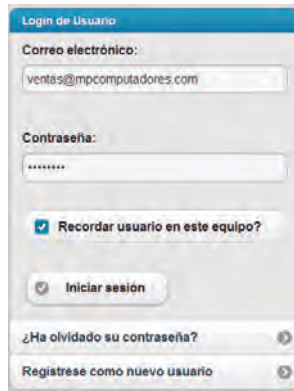 Login de Usuario
Correo electrónico:
ventas@mpcomputadores.com
Contraseña:
••••••••
Recordar usuario en este equipo?
Iniciar sesión
¿Ha olvidado su contraseña?
Registrese como nuevo usuario